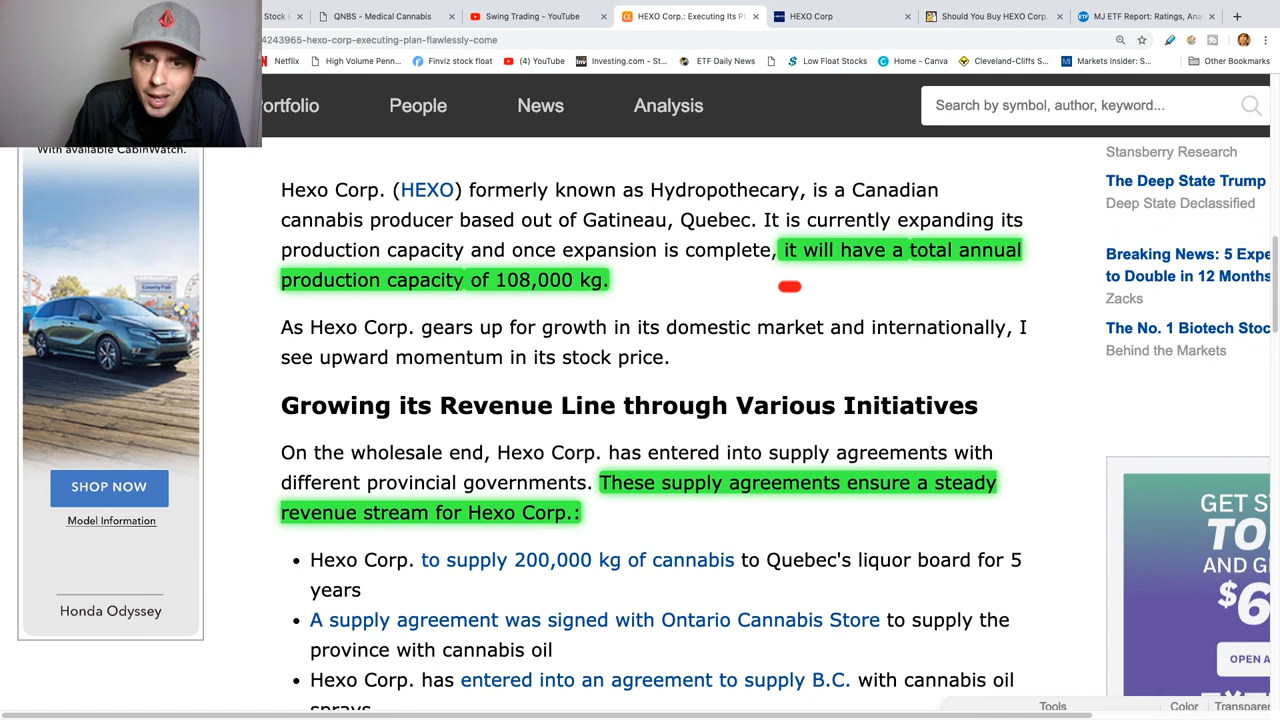 Stock
QNBS - Medical Cannabis
Swing Trading - YouTube
HEXO Corp.: Executing Its Pl
HEXO Corp
Should You Buy HEXO Corp.
MJ ETF Report: Ratings, Ana
4243965-hexo-corp-executing-plan-flawlessly-come
Netflix
High Volume Penn...
Finviz stock float
(4) YouTube
Investing.com - St...
ETF Daily News
Low Float Stocks
Home - Canva
Cleveland-Cliffs S...
Markets Insider: S...
Other Bookmarks
Portfolio
People
News
Analysis
Search by symbol, author, keyword...
With available CabinWatch.
SHOP NOW
Model Information
Honda Odyssey
Hexo Corp. (HEXO) formerly known as Hydropothecary, is a Canadian
cannabis producer based out of Gatineau, Quebec. It is currently expanding its
production capacity and once expansion is complete, it will have a total annual
production capacity of 108,000 kg.
As Hexo Corp. gears up for growth in its domestic market and internationally, I
see upward momentum in its stock price.
Growing its Revenue Line through Various Initiatives
On the wholesale end, Hexo Corp. has entered into supply agreements with
different provincial governments. These supply agreements ensure a steady
revenue stream for Hexo Corp.:
• Hexo Corp. to supply 200,000 kg of cannabis to Quebec's liquor board for 5
years
• A supply agreement was signed with Ontario Cannabis Store to supply the
province with cannabis oil
• Hexo Corp. has entered into an agreement to supply B.C. with cannabis oil
sprays
Stansberry Research
The Deep State Trump
Deep State Declassified
Breaking News: 5 Expe
to Double in 12 Months
Zacks
The No. 1 Biotech Stoc
Behind the Markets
GET S
TO
AND G
$6
OPEN A
Tools
Color
Transparen